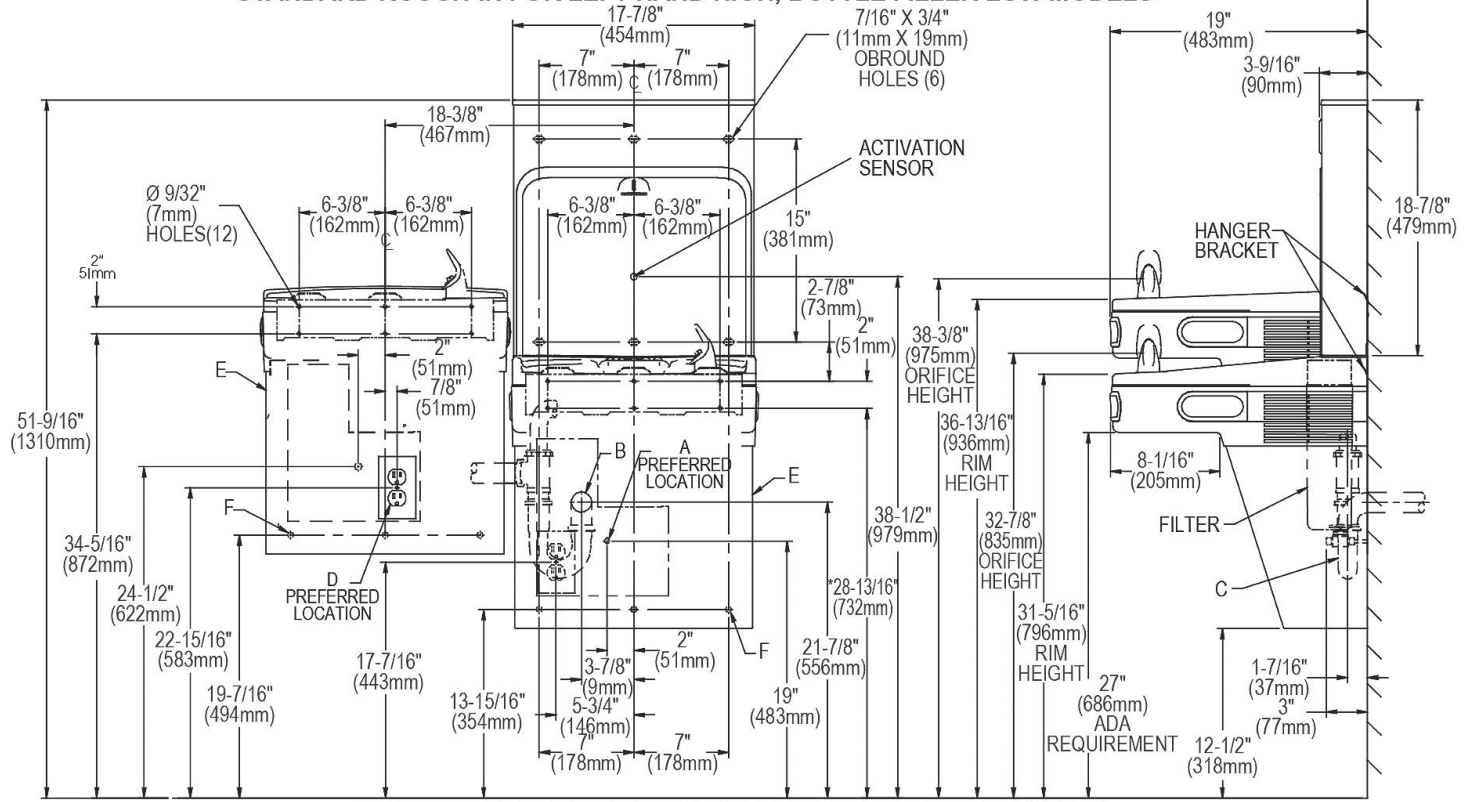 17-7/8"
(454mm)
7"
(178mm)
7"
(178mm)
C
L
7/16" X 3/4"
(11mm X 19mm)
OBROUND
HOLES (6)
19"
(483mm)
3-9/16"
(90mm)
18-3/8"
(467mm)
ACTIVATION
SENSOR
Ø 9/32"
(7mm)
HOLES(12)
6-3/8"
(162mm)
6-3/8"
(162mm)
C
6-3/8"
(162mm)
6-3/8"
(162mm)
15"
(381mm)
18-7/8"
(479mm)
HANGER
BRACKET
2"
51mm
2-7/8"
(73mm)
2"
(51mm)
38-3/8"
(975mm)
ORIFICE
HEIGHT
2"
(51mm)
7/8"
(51mm)
E
51-9/16"
(1310mm)
36-13/16"
(936mm)
RIM
HEIGHT
A
PREFERRED
LOCATION
B
E
8-1/16"
(205mm)
F
38-1/2"
(979mm)
32-7/8"
(835mm)
ORIFICE
HEIGHT
FILTER
34-5/16"
(872mm)
D
PREFERRED
LOCATION
24-1/2"
(622mm)
*28-13/16"
(732mm)
C
31-5/16"
(796mm)
RIM
HEIGHT
22-15/16"
(583mm)
17-7/16"
(443mm)
2"
(51mm)
F
21-7/8"
(556mm)
3-7/8"
(9mm)
19-7/16"
(494mm)
13-15/16"
(354mm)
5-3/4"
(146mm)
19"
(483mm)
27"
(686mm)
ADA
REQUIREMENT
1-7/16"
(37mm)
3"
(77mm)
7"
(178mm)
7"
(178mm)
12-1/2"
(318mm)